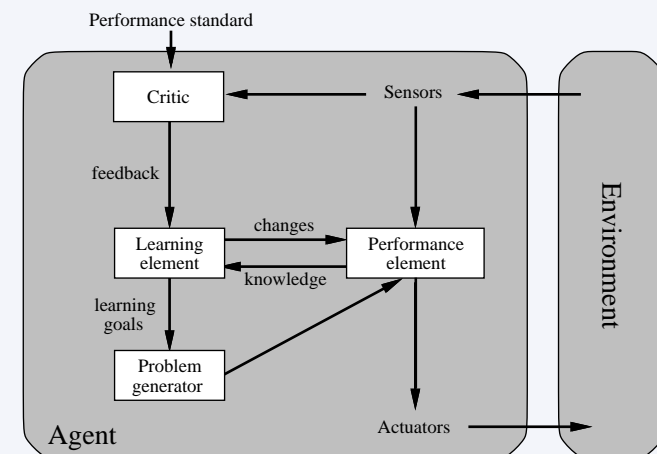 Performance standard
Critic
Sensors
feedback
changes
Learning
element
Performance
element
knowledge
learning
goals
Problem
generator
Environment
Agent
Actuators